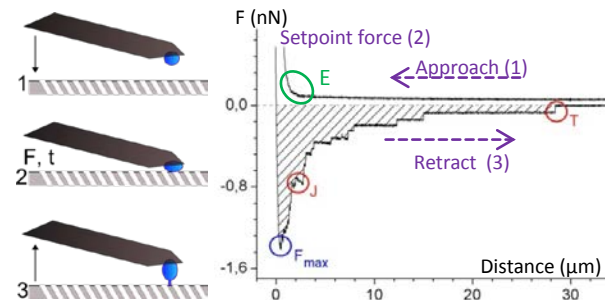 1
F, t
2
3
F (nN)
Setpoint force (2)
E
Approach (1)
0,0
T
Retract (3)
-0,8
J
F max
-1,6
Distance (µm)
0
10
20
30